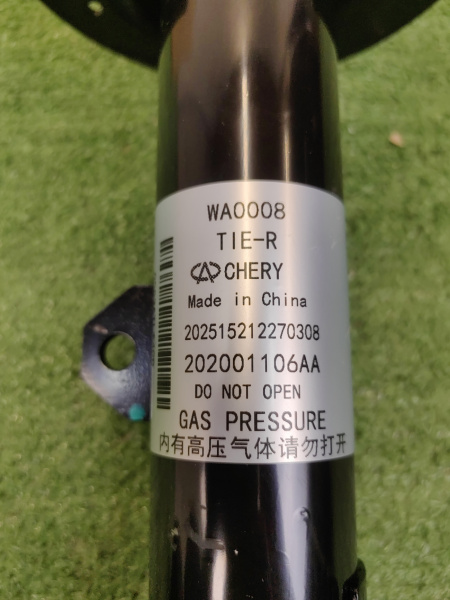 WA0008
TIE-R
CHERY
Made in China
202515212270308
202001106AA
DO NOT OPEN
GAS PRESSURE
内有高压气体请勿打开